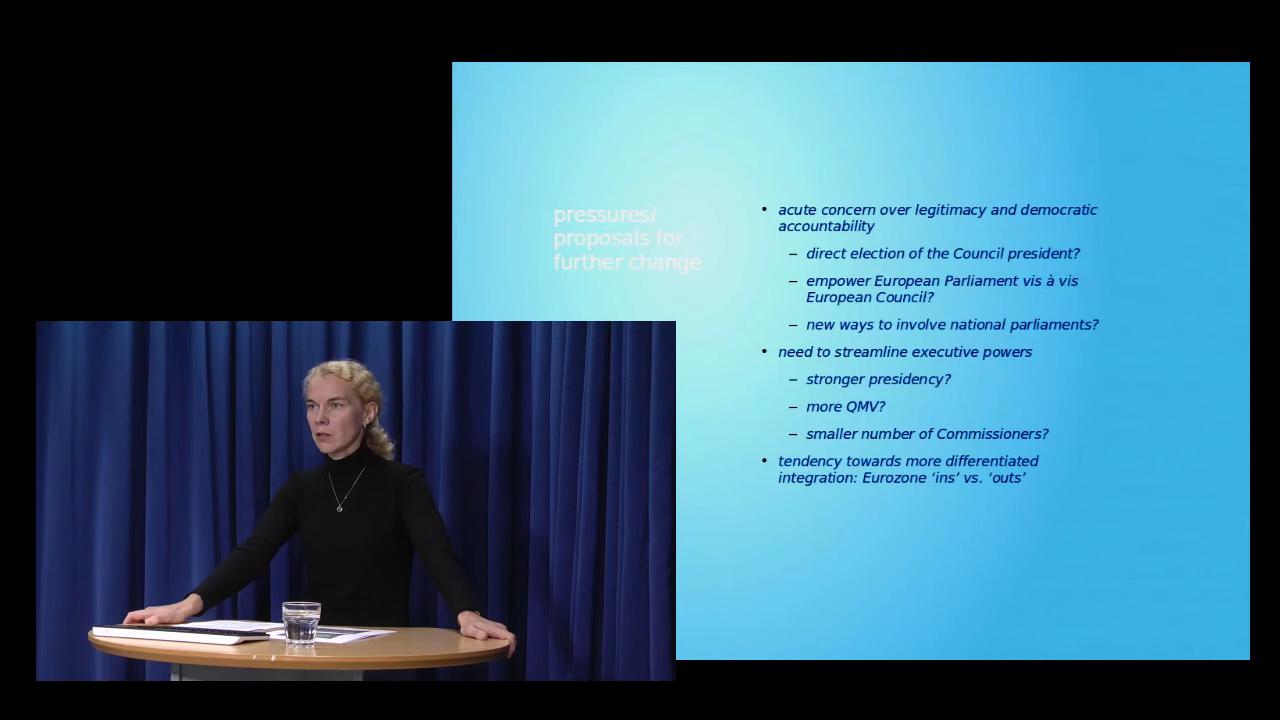 pressures/
proposals for
further change
• acute concern over legitimacy and democratic
accountability
– direct election of the Council president?
– empower European Parliament vis à vis
European Council?
– new ways to involve national parliaments?
• need to streamline executive powers
– stronger presidency?
– more QMV?
– smaller number of Commissioners?
• tendency towards more differentiated
integration: Eurozone ‘ins’ vs. ‘outs’